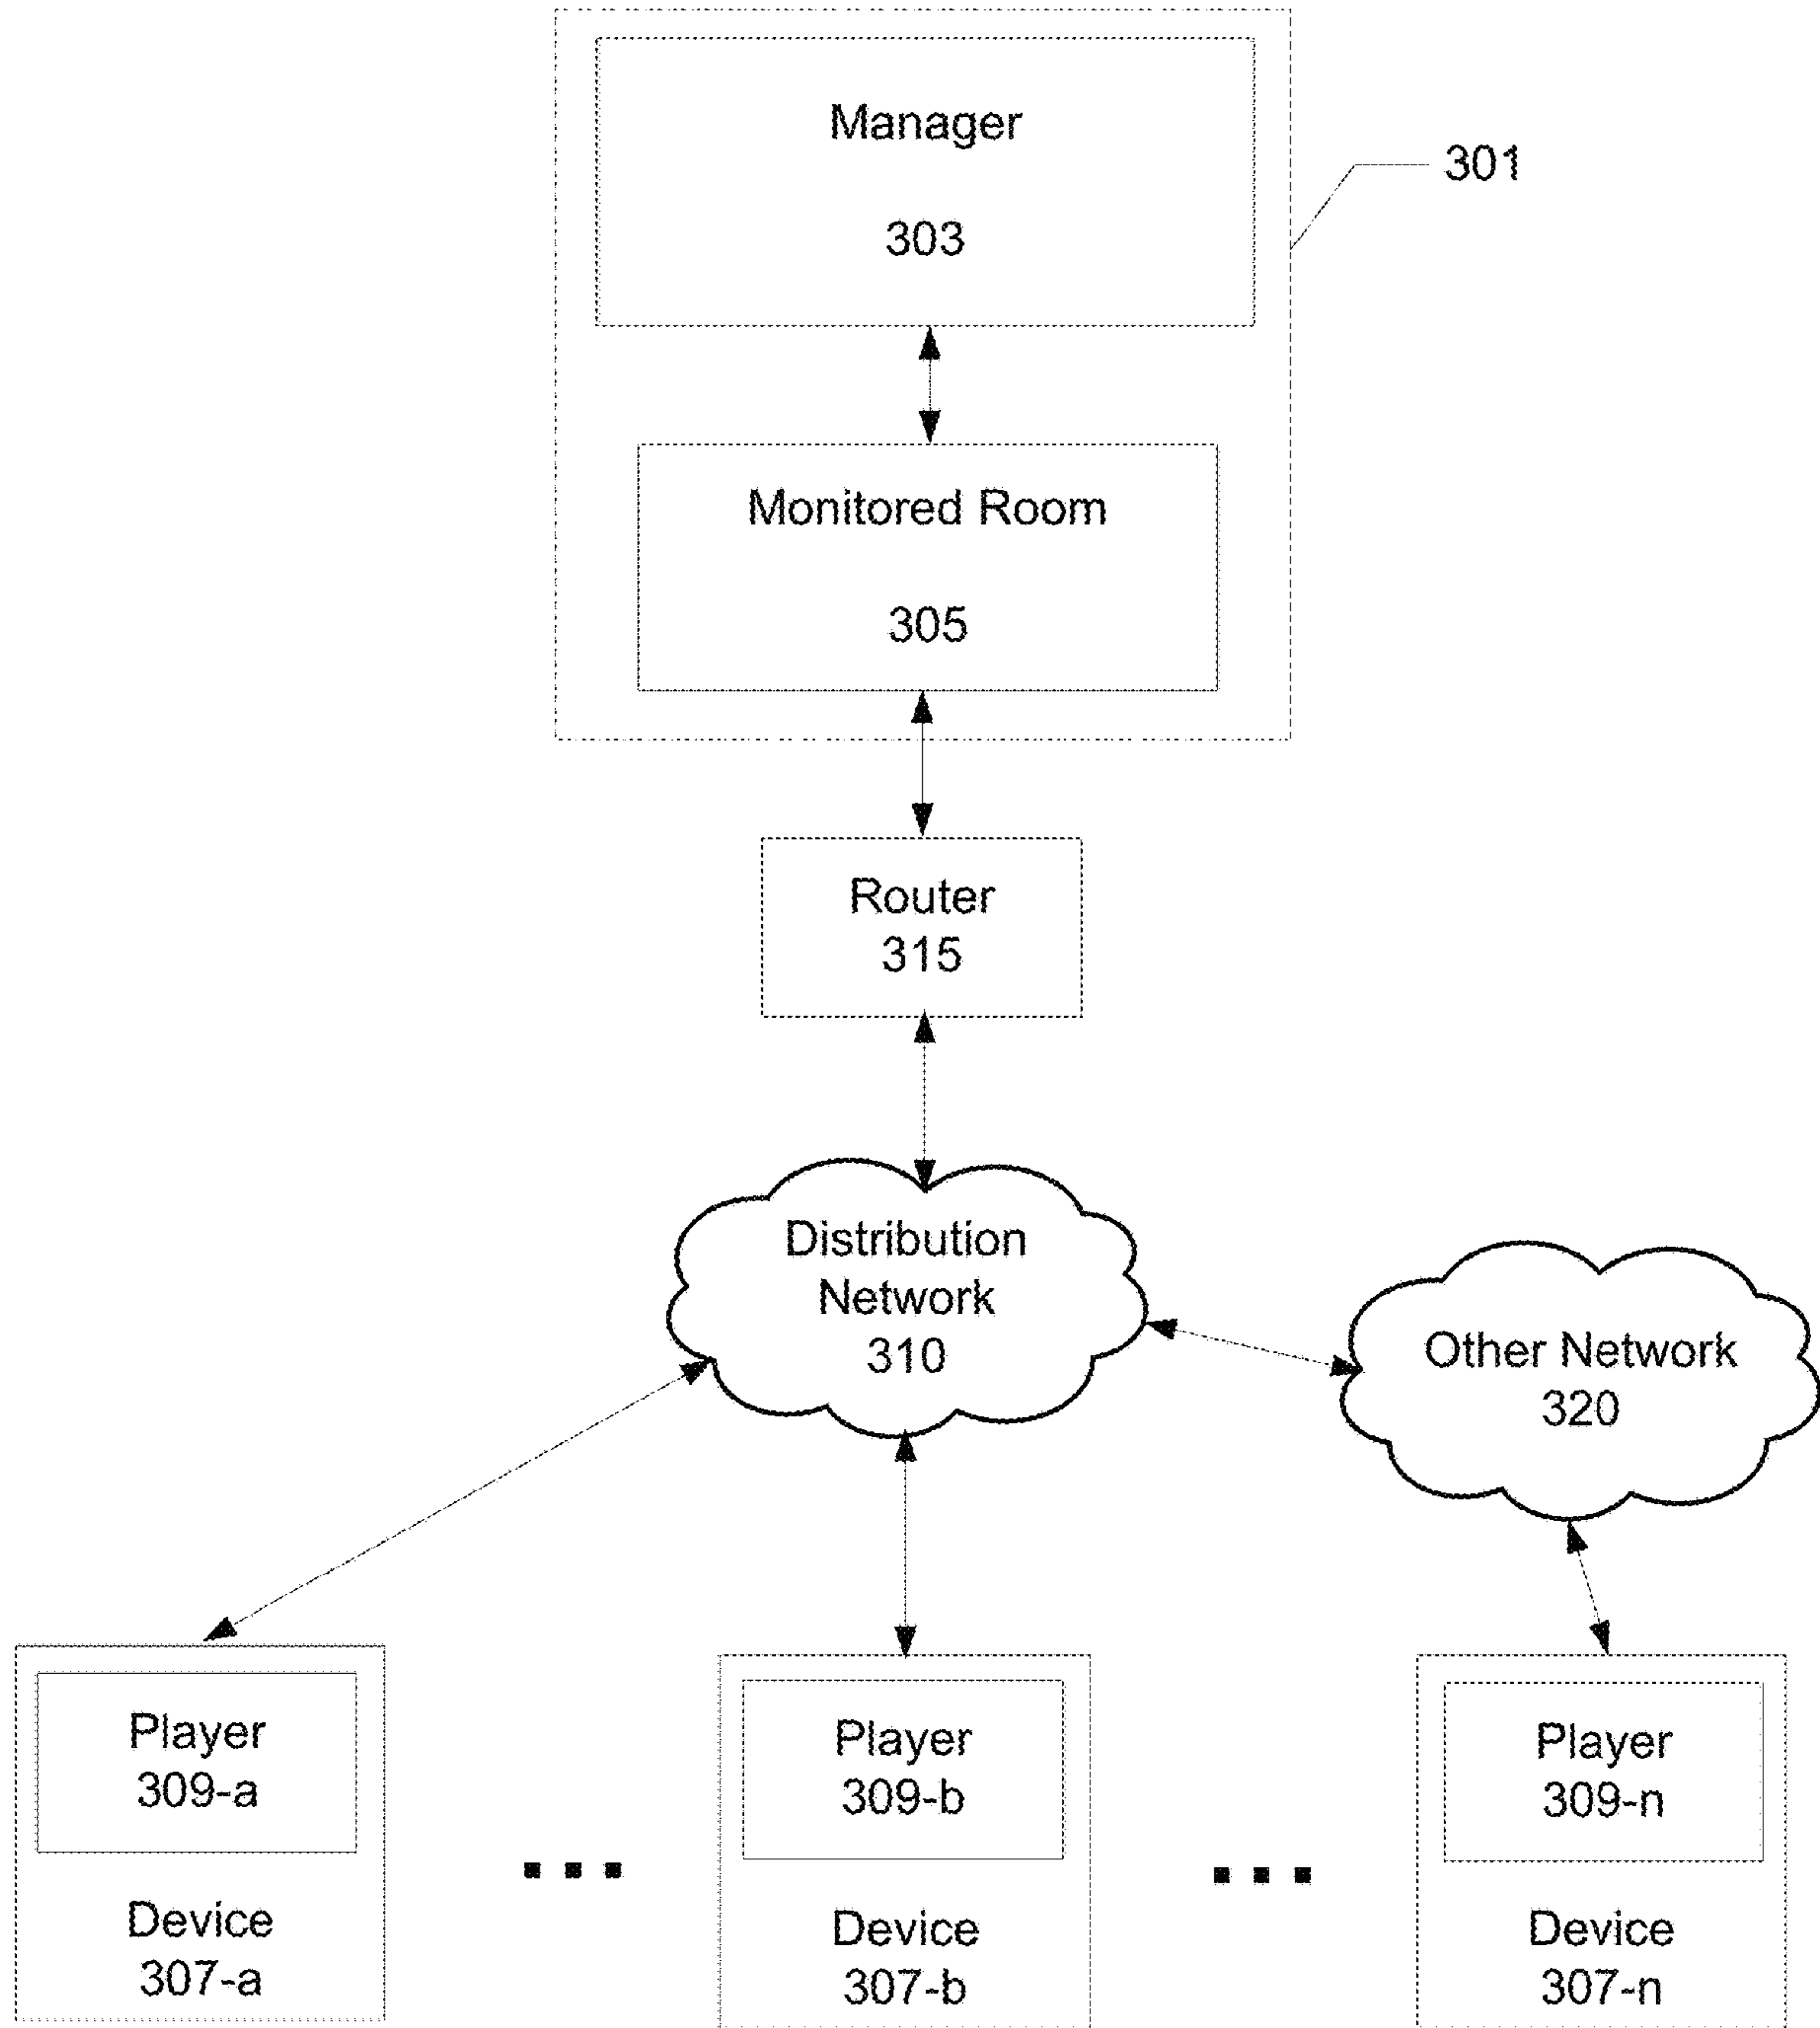 Manager
303
301
Monitored Room
305
Router
315
Distribution
Network
310
Other Network
320
Player
309-a
Device
307-a
Player
309-b
Device
307-b
Player
309-n
Device
307-n